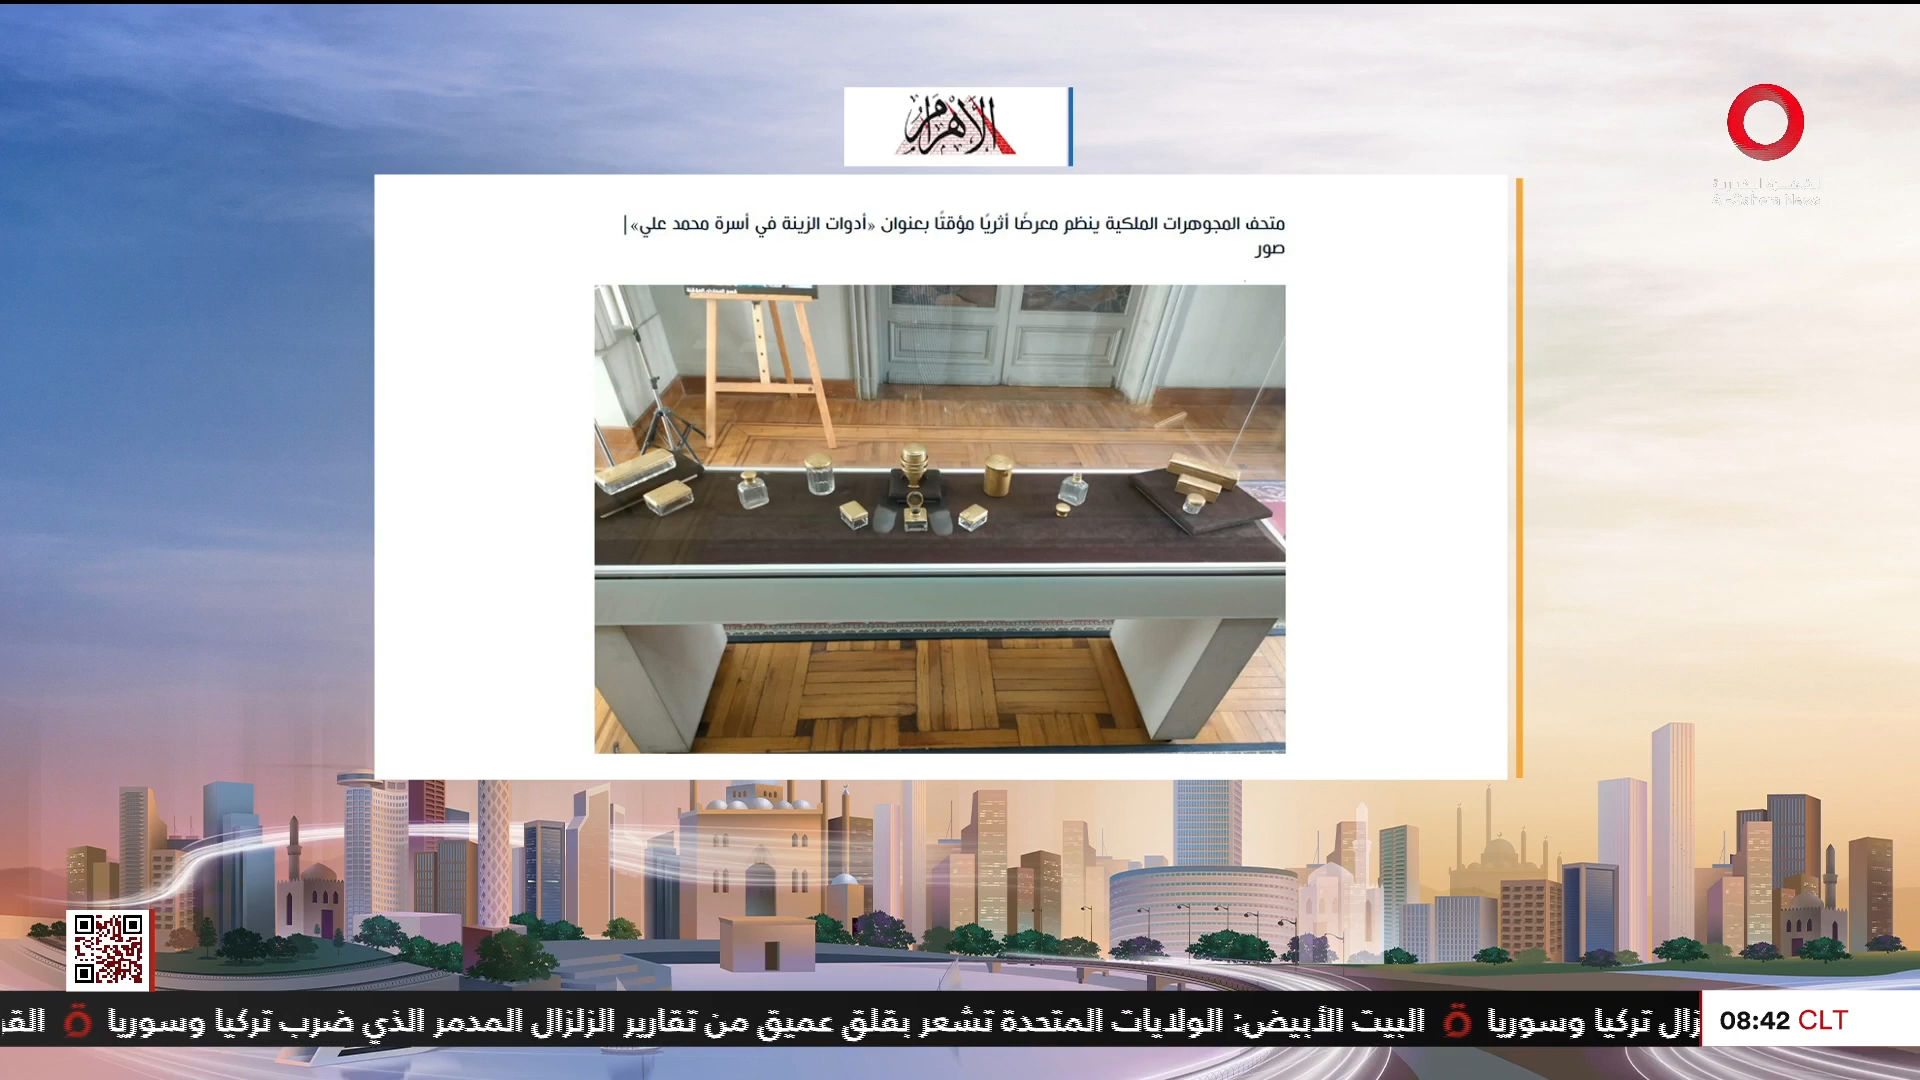 الأهرام
متحف المجوهرات الملكية ينظم معرضًا أثريًا مؤقتًا بعنوان «أدوات الزينة في أسرة محمد علي»|
صور
زال تركيا وسوريا
البيت الأبيض: الولايات المتحدة تشعر بقلق عميق من تقارير الزلزال المدمر الذي ضرب تركيا وسوريا
08:42 CLT